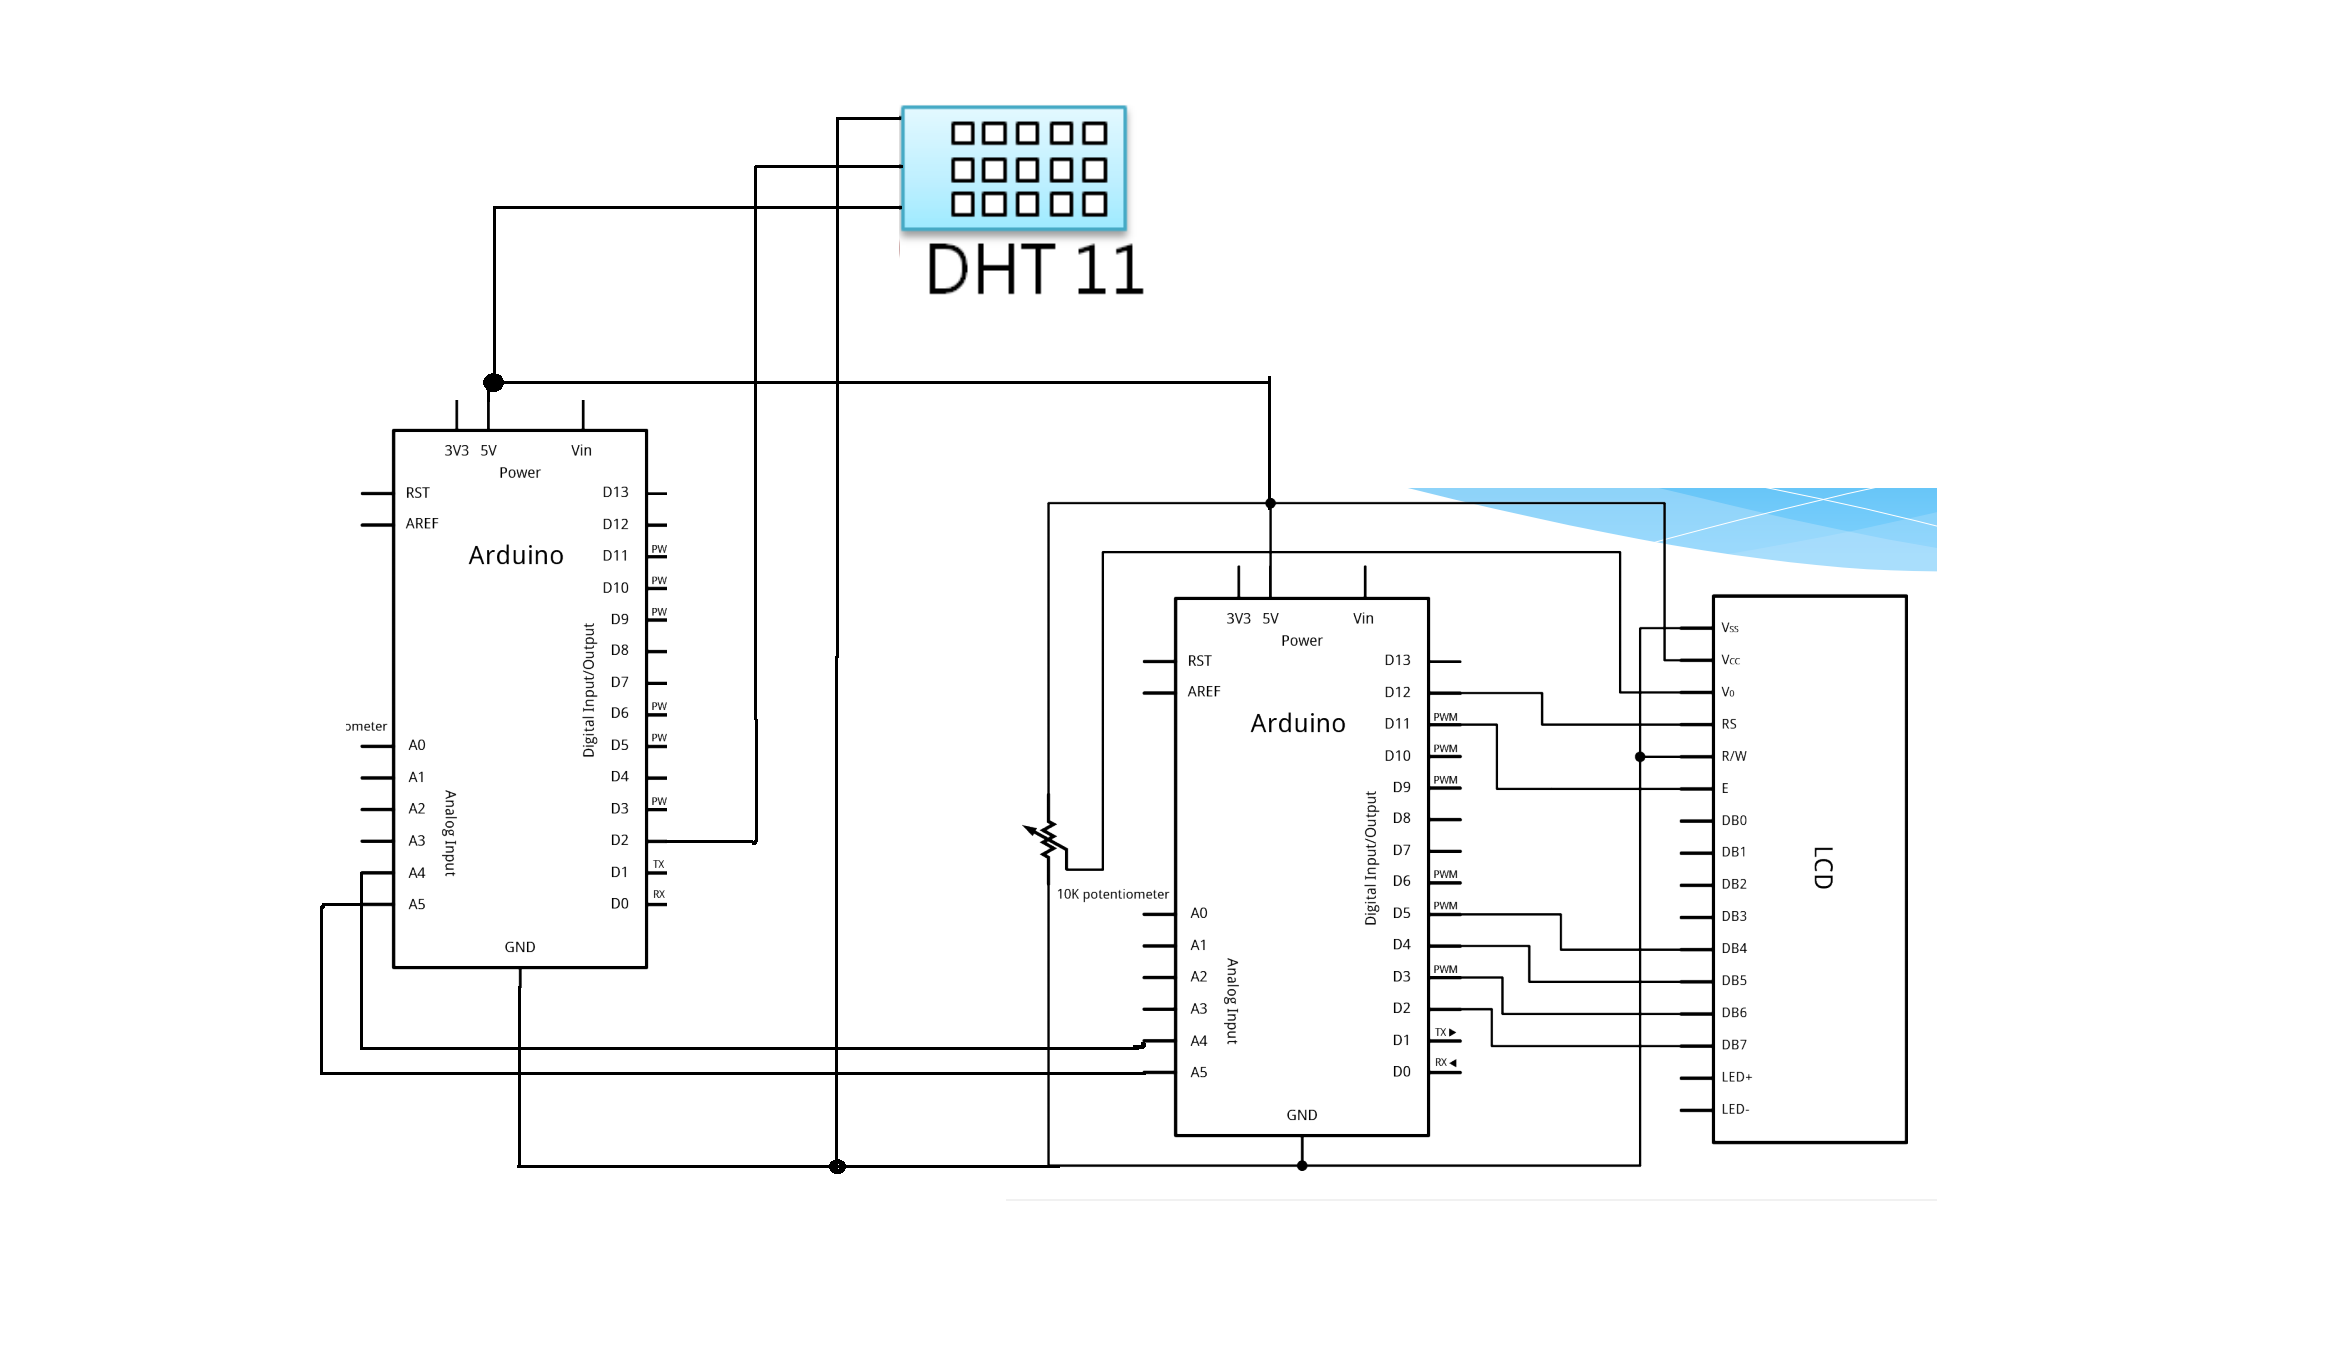 DHT 11
3V3 5V Vin
Power
RST D13
AREF D12
Arduino
PW
D11
PW
D10
PW
D9
D8
D7
PW
D6
PW
D5
D4
PW
D3
D2
TX
D1
RX
D0
Digital Input/Output
ometer
A0
A1
A2
A3
A4
A5
Analog Input
GND
10K potentiometer
3V3 5V Vin
Power
RST D13
AREF D12
Arduino
PWM
D11
PWM
D10
PWM
D9
D8
D7
PWM
D6
PWM
D5
D4
PWM
D3
D2
TX
D1
RX
D0
Digital Input/Output
A0
A1
A2
A3
A4
A5
Analog Input
GND
Vss
Vcc
V0
RS
R/W
E
DB0
DB1
DB2
DB3
DB4
DB5
DB6
DB7
LED+
LED-
LCD